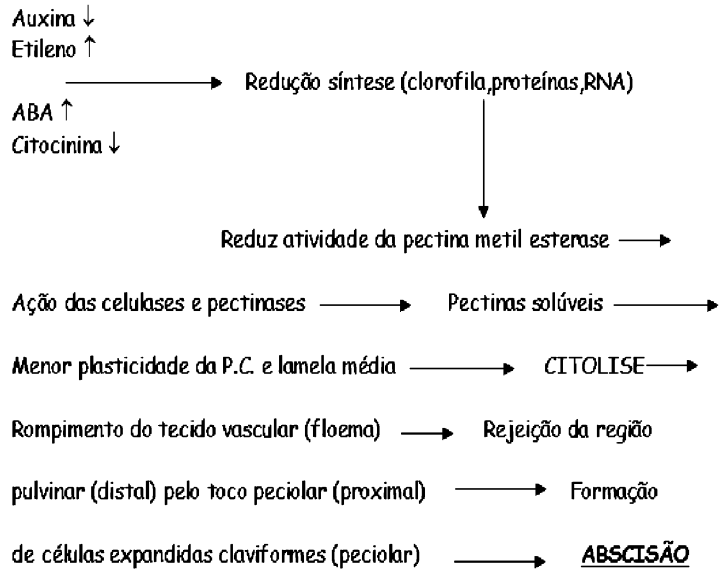 Auxina ↓
Etileno ↑
→ Redução síntese (clorofila,proteínas,RNA)
ABA ↑
Citocinina ↓
Reduz atividade da pectina metil esterase →
Ação das celulases e pectinases → Pectinas solúveis →
Menor plasticidade da P.C. e lamela média → CITOLISE →
Rompimento do tecido vascular (floema) → Rejeição da região
pulvinar (distal) pelo toco peciolar (proximal) → Formação
de células expandidas claviformes (peciolar) → ABSCISÃO